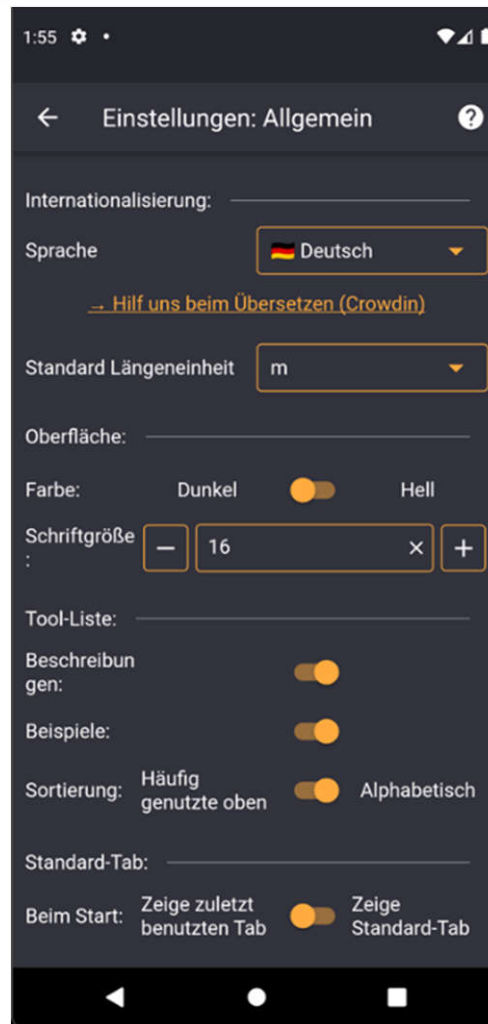 1:55
Einstellungen: Allgemein
Internationalisierung:
Sprache
Deutsch
→ Hilf uns beim Übersetzen (Crowdin)
Standard Längeneinheit
m
Oberfläche:
Farbe:
Dunkel
Hell
Schriftgröße
:
16
Tool-Liste:
Beschreibun
gen:
Beispiele:
Sortierung:
Häufig
genutzte oben
Alphabetisch
Standard-Tab:
Beim Start:
Zeige zuletzt
benutzten Tab
Zeige
Standard-Tab